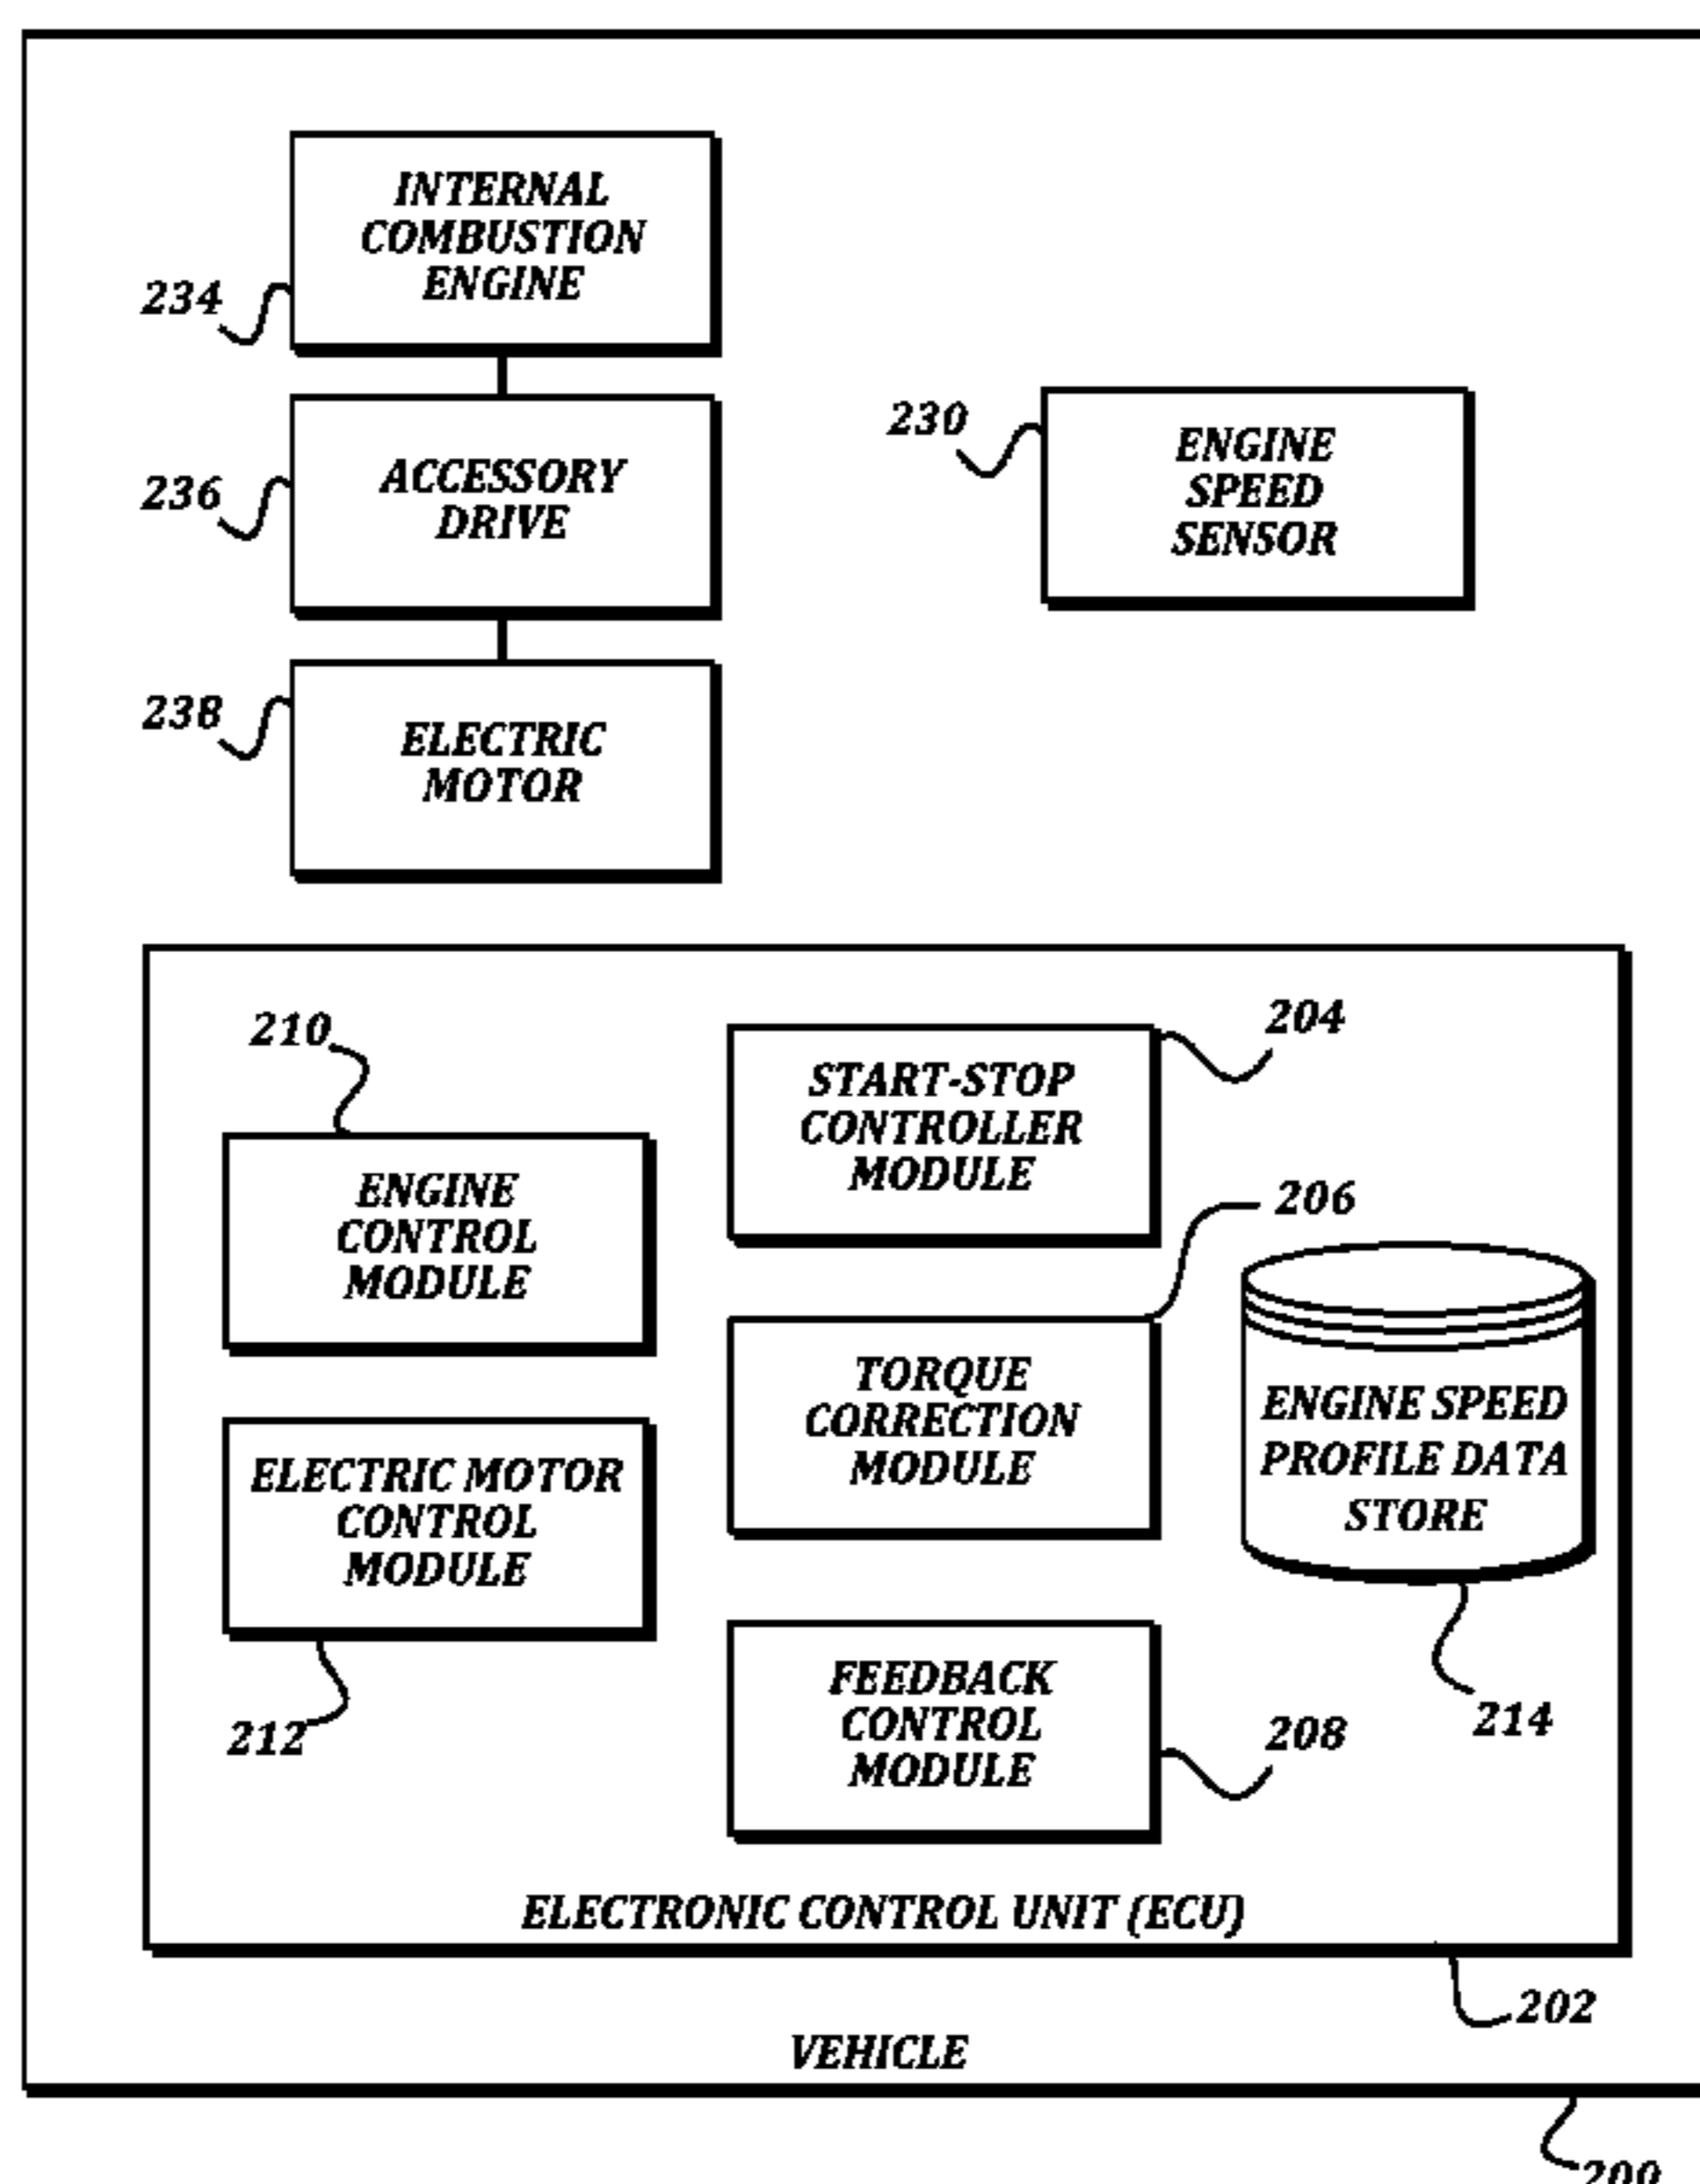 INTERNAL
COMBUSTION
ENGINE
234
ACCESSORY
DRIVE
236
230
ENGINE
SPEED
SENSOR
ELECTRIC
MOTOR
238
210
ENGINE
CONTROL
MODULE
START-STOP
CONTROLLER
MODULE
204
206
TORQUE
CORRECTION
MODULE
ELECTRIC MOTOR
CONTROL
MODULE
212
ENGINE SPEED
PROFILE DATA
STORE
214
FEEDBACK
CONTROL
MODULE
208
ELECTRONIC CONTROL UNIT (ECU)
202
VEHICLE
200